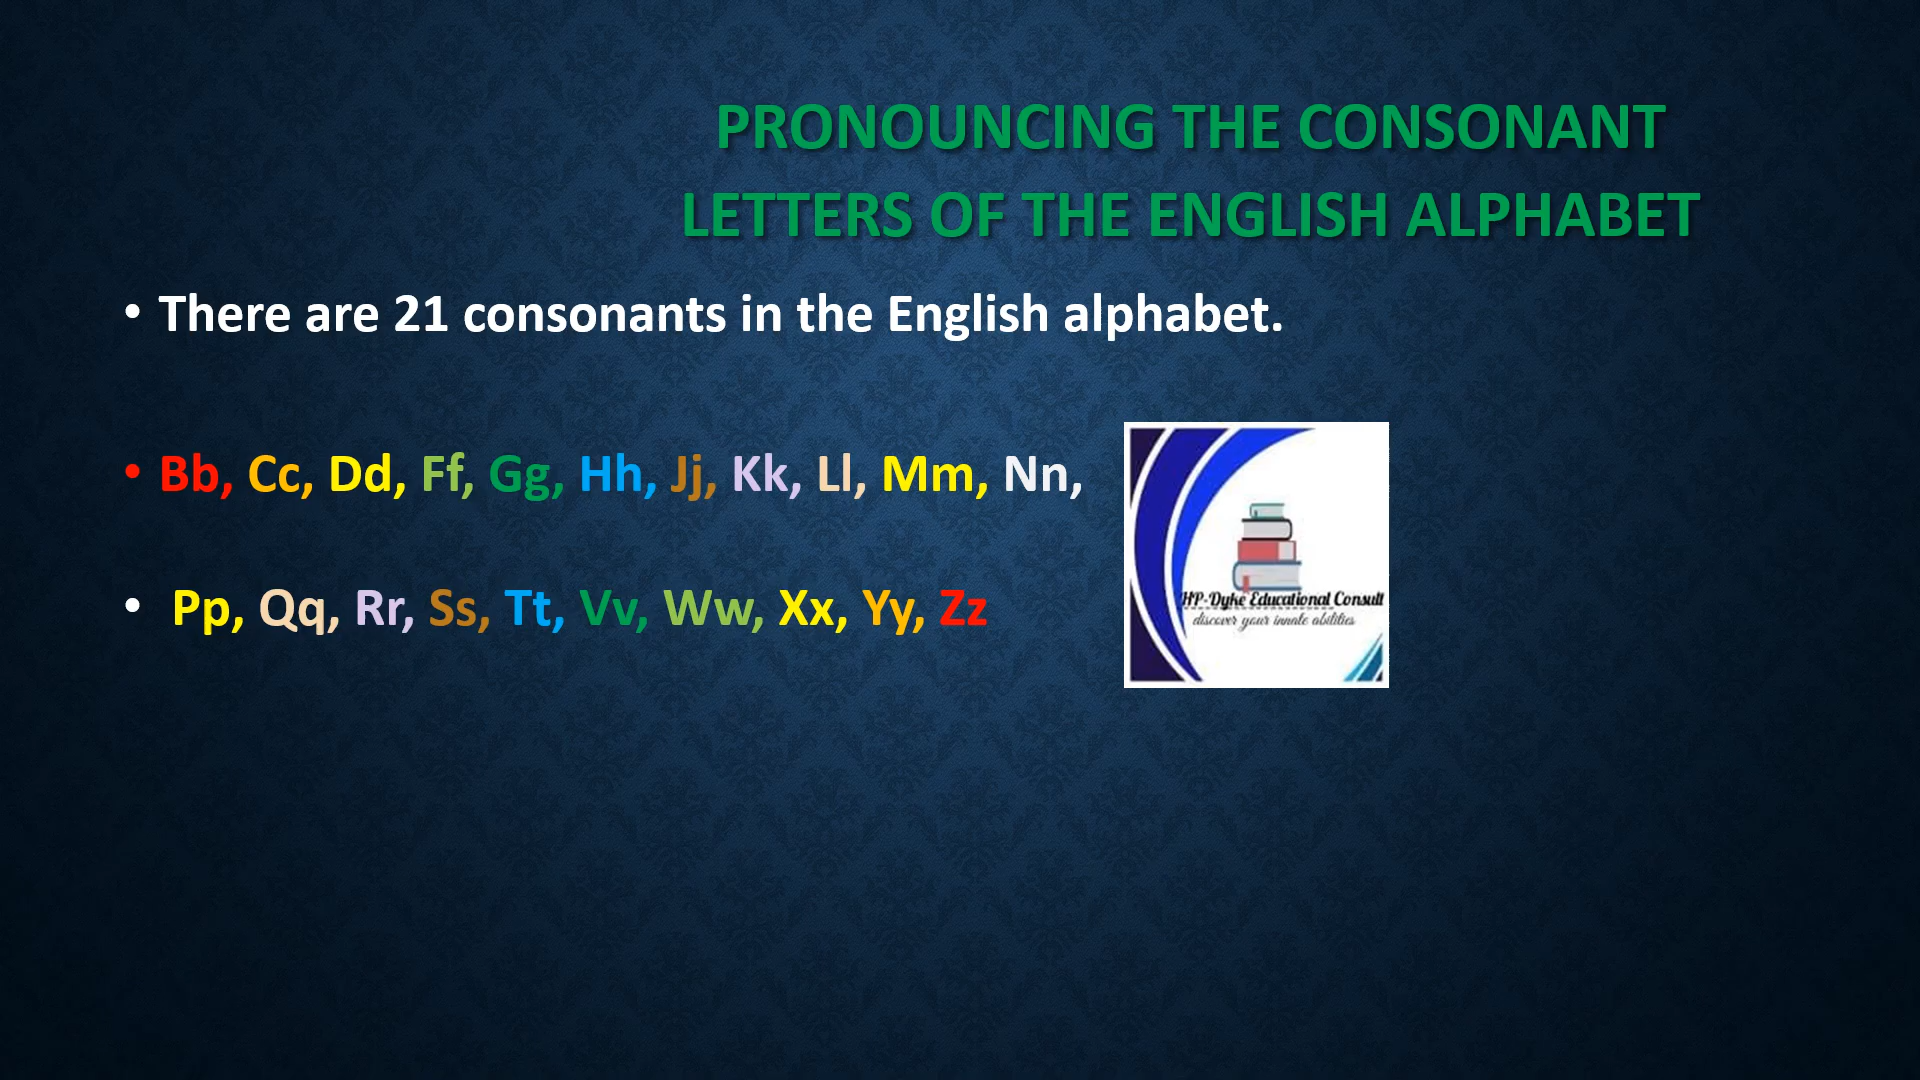 PRONOUNCING THE CONSONANT
LETTERS OF THE ENGLISH ALPHABET
• There are 21 consonants in the English alphabet.
• Bb, Cc, Dd, Ff, Gg, Hh, Jj, Kk, Ll, Mm, Nn,
• Pp, Qq, Rr, Ss, Tt, Vv, Ww, Xx, Yy, Zz
HP-Dyke Educational Consult
discover your innate abilities